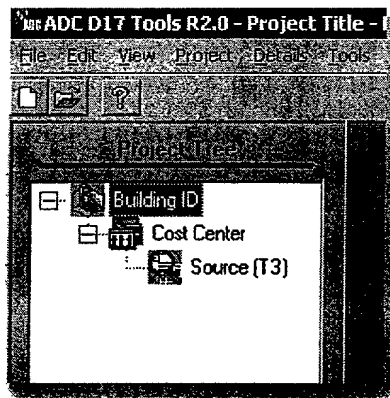 ADC D17 Tools R2.0 - Project Title - [
File Edit View Project Details Tools
Project Tree
Building ID
Cost Center
Source (T3)